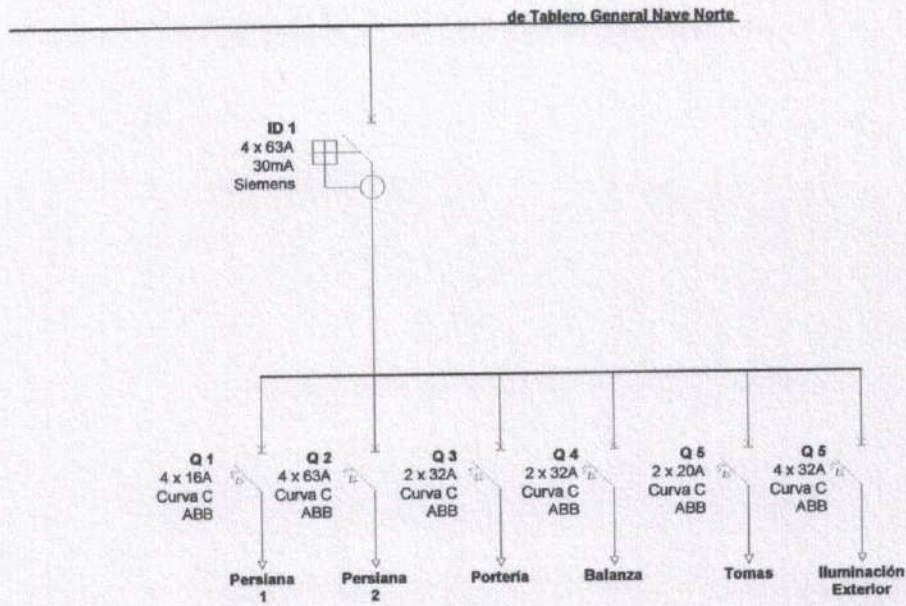 de Tablero General Nave Norte
ID 1
4 x 63A
30mA
Siemens
Q 1
4 x 16A
Curva C
ABB
Q 2
4 x 63A
Curva C
ABB
Q 3
2 x 32A
Curva C
ABB
Q 4
2 x 32A
Curva C
ABB
Q 5
2 x 20A
Curva C
ABB
Q 5
4 x 32A
Curva C
ABB
Persiana
1
Persiana
2
Portería
Balanza
Tomas
Iluminación
Exterior